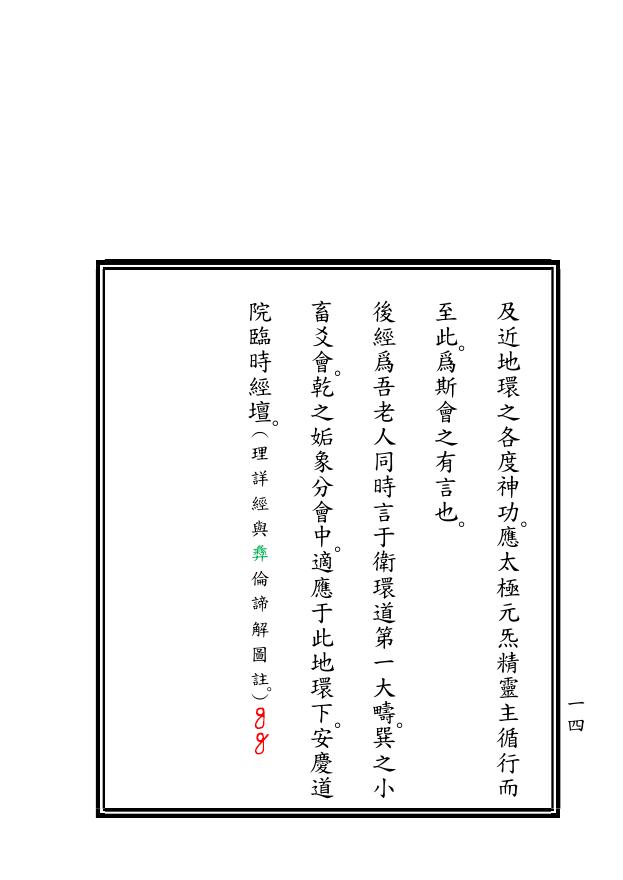 及近地環之各度神功。應太極元炁精靈主循行而
至此。爲斯會之有言也。
後經爲吾老人同時言于衛環道第一大疇。巽之小
畜爻會。乾之姤象分會中。適應于此地環下。安慶道
院臨時經壇。（理詳經與彝倫諦解圖註。）
一四